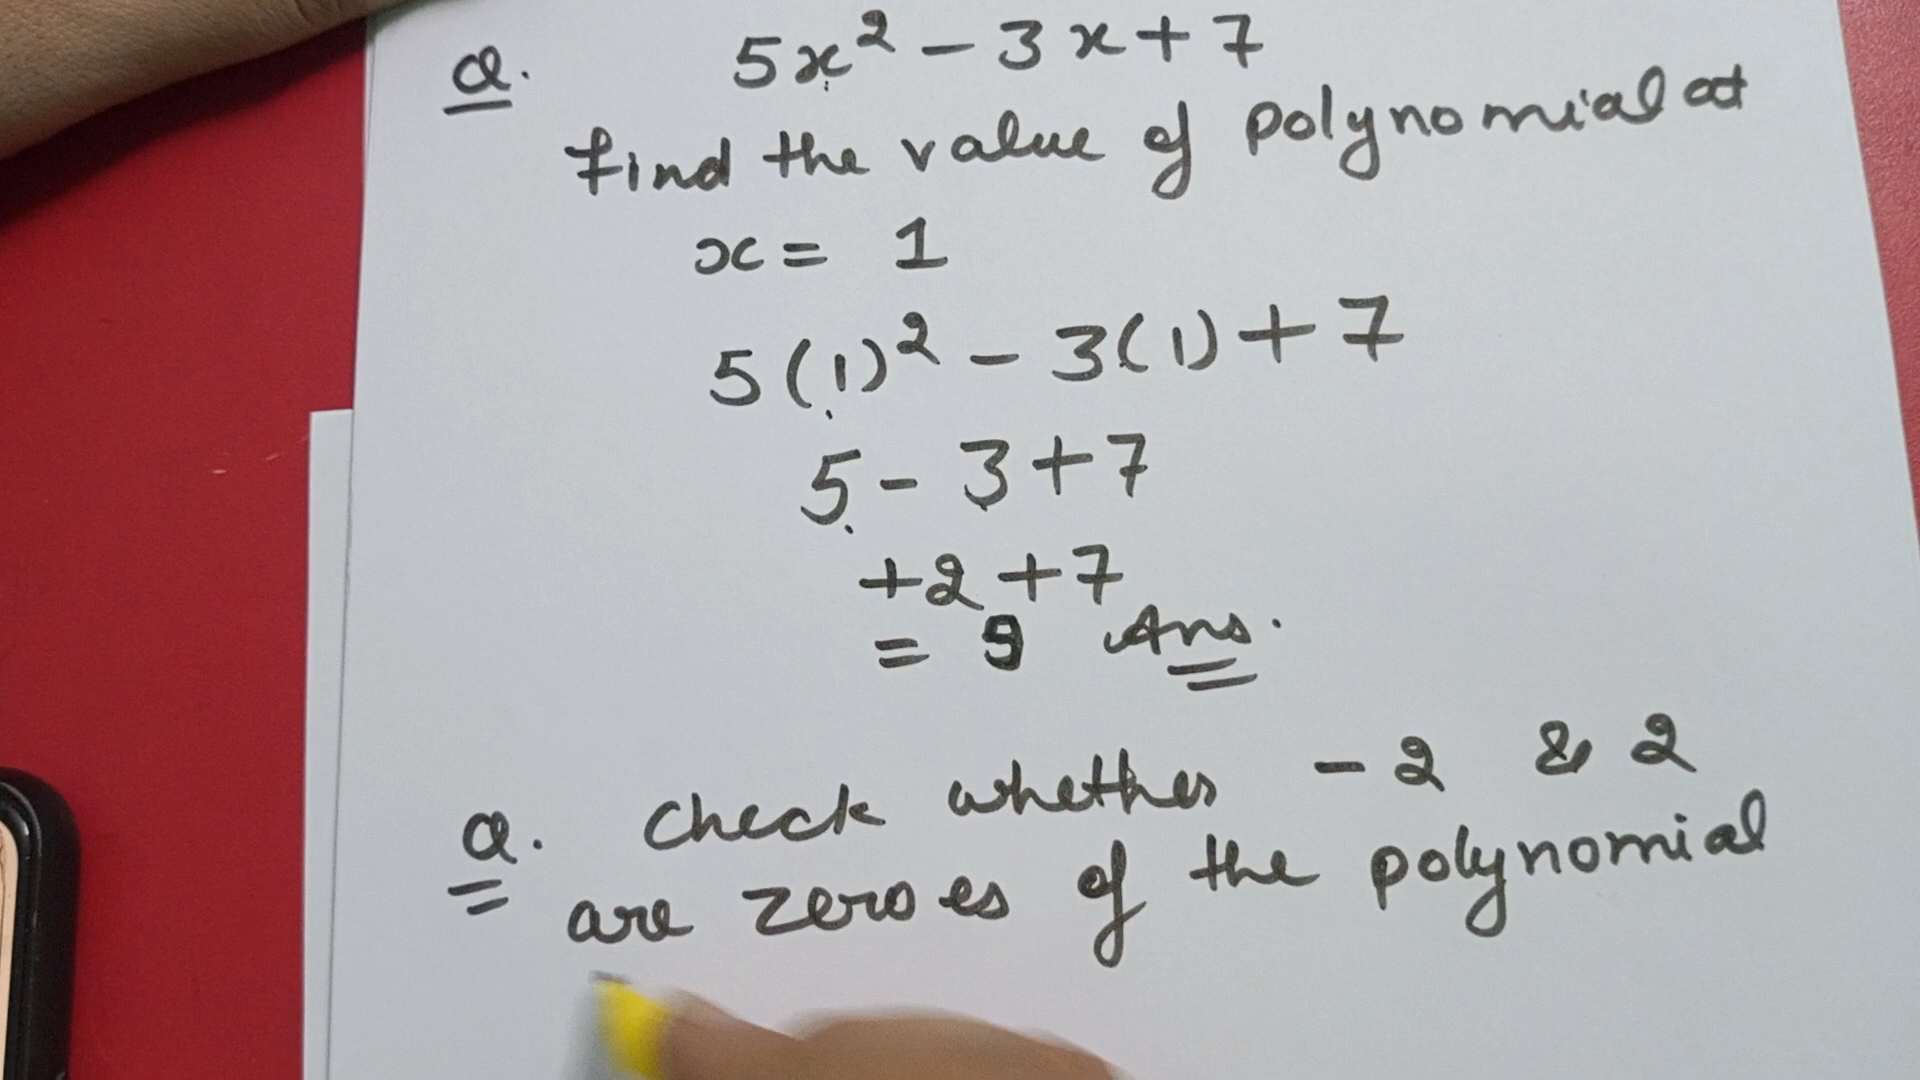 Q. 5x² - 3x + 7
Find the value of polynomial at
x = 1
5(1)² - 3(1) + 7
5 - 3 + 7
+2 + 7
= 9 Ans.
Q. Check whether -2 & 2
are zeroes of the polynomial